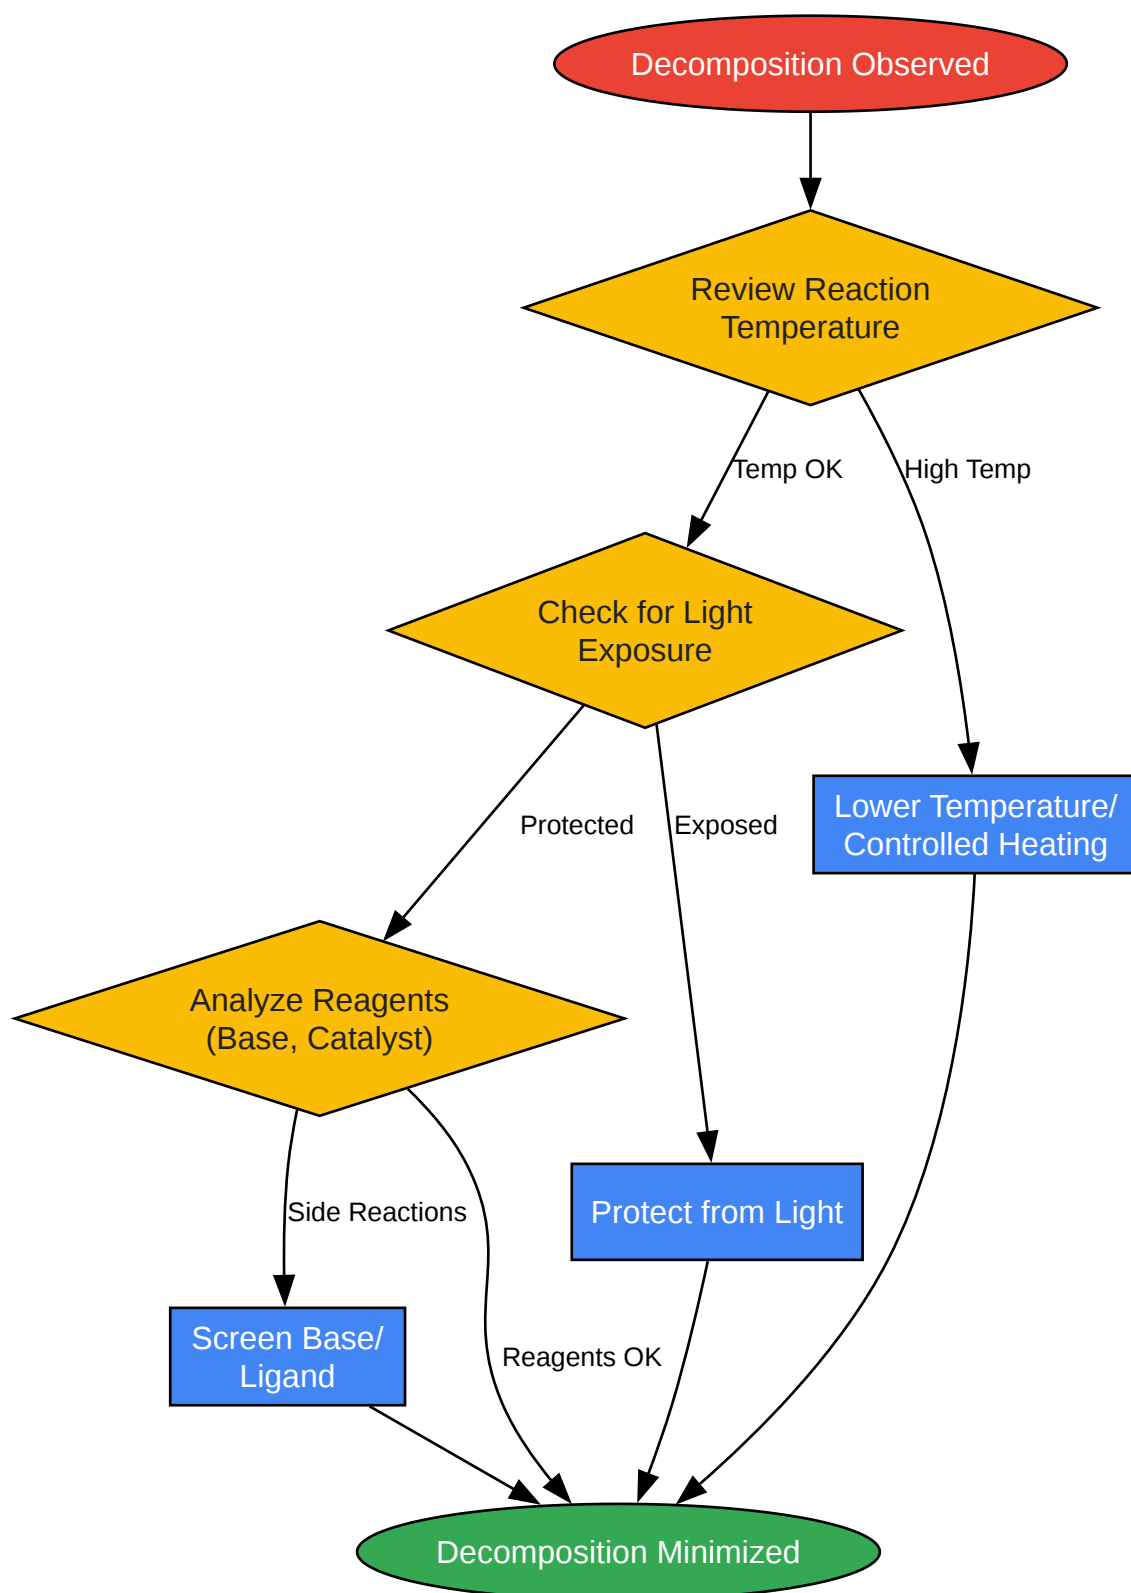 Decomposition Observed
Review Reaction
Temperature
Temp OK
High Temp
Check for Light
Exposure
Lower Temperature/
Controlled Heating
Protected
Exposed
Analyze Reagents
(Base, Catalyst)
Side Reactions
Protect from Light
Screen Base/
Ligand
Reagents OK
Decomposition Minimized